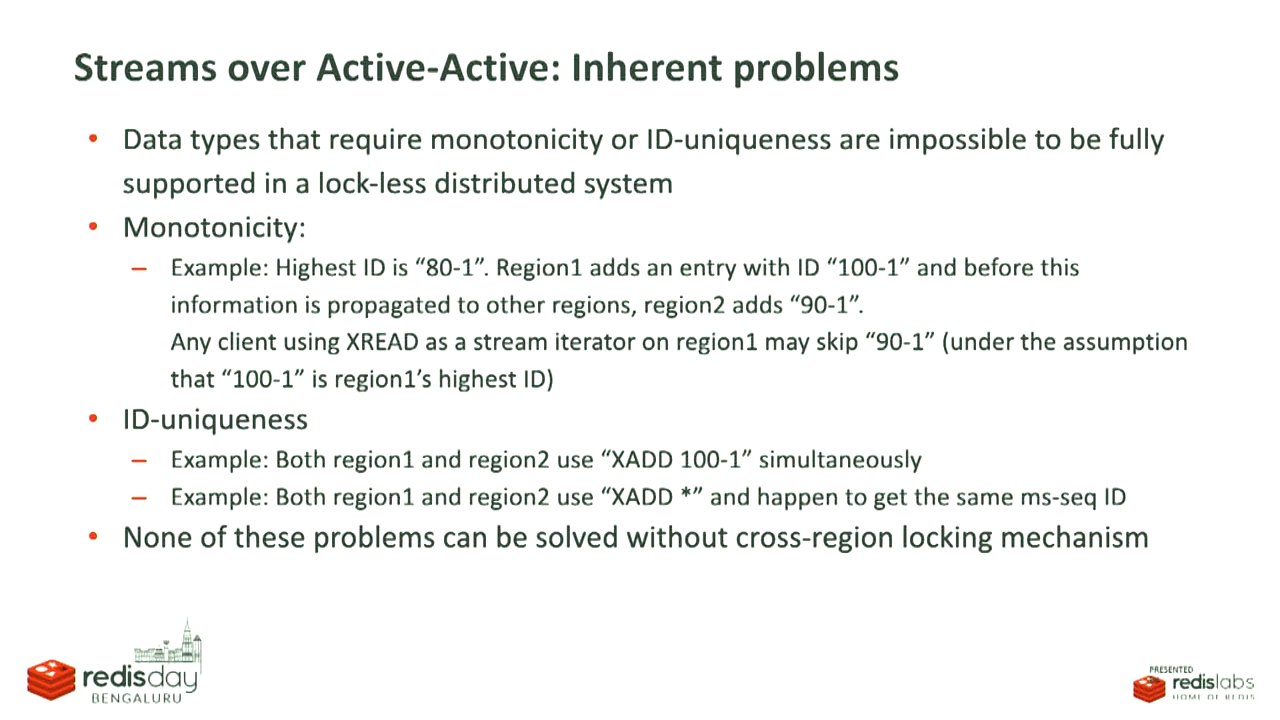 Streams over Active-Active: Inherent problems
• Data types that require monotonicity or ID-uniqueness are impossible to be fully
supported in a lock-less distributed system
• Monotonicity:
– Example: Highest ID is “80-1”. Region1 adds an entry with ID “100-1” and before this
information is propagated to other regions, region2 adds “90-1”.
Any client using XREAD as a stream iterator on region1 may skip “90-1” (under the assumption
that “100-1” is region1’s highest ID)
• ID-uniqueness
– Example: Both region1 and region2 use “XADD 100-1” simultaneously
– Example: Both region1 and region2 use “XADD *” and happen to get the same ms-seq ID
• None of these problems can be solved without cross-region locking mechanism
redisday
BENGALURU
PRESENTED
redislabs
HOME OF REDIS